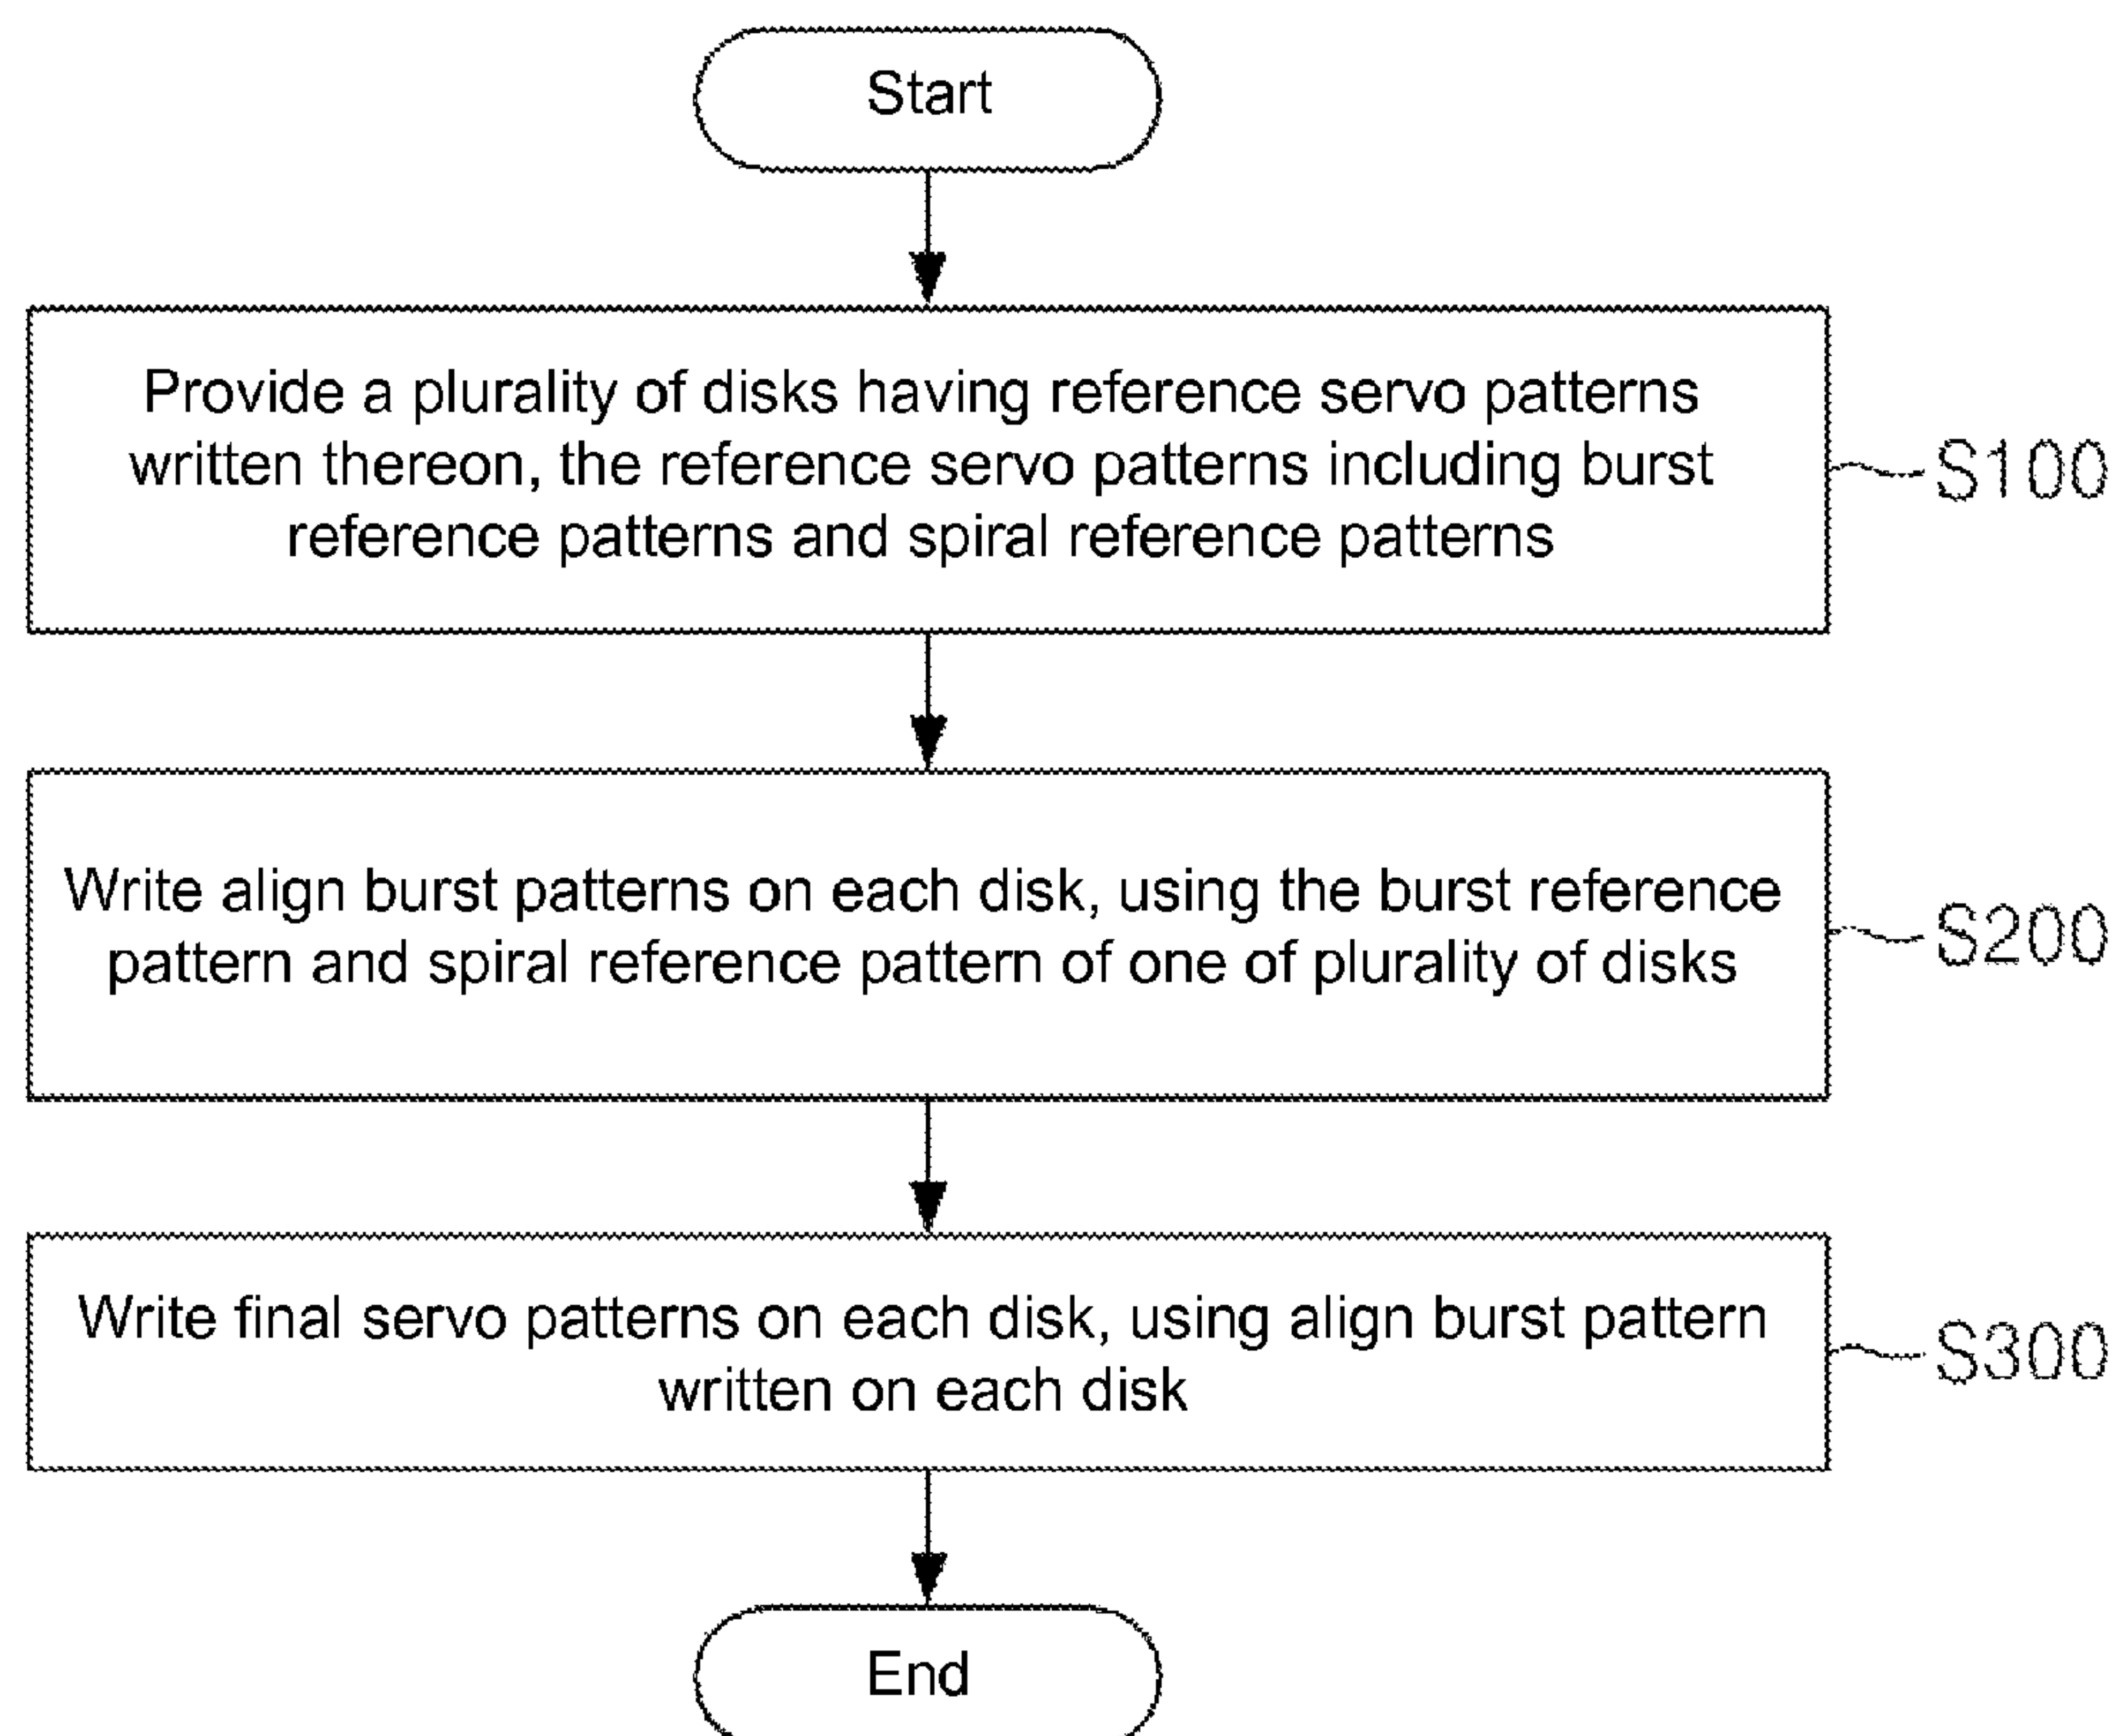 Start
Provide a plurality of disks having reference servo patterns
written thereon, the reference servo patterns including burst
reference patterns and spiral reference patterns
S100
Write align burst patterns on each disk, using the burst reference
pattern and spiral reference pattern of one of plurality of disks
S200
Write final servo patterns on each disk, using align burst pattern
written on each disk
S300
End